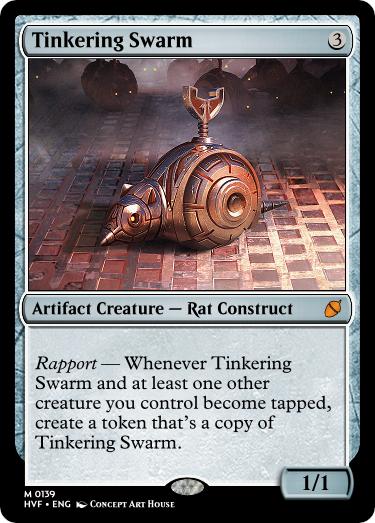 Tinkering Swarm 3
Artifact Creature — Rat Construct
Rapport — Whenever Tinkering
Swarm and at least one other
creature you control become tapped,
create a token that's a copy of
Tinkering Swarm.
1/1
M 0139
HVF • ENG Concept Art House